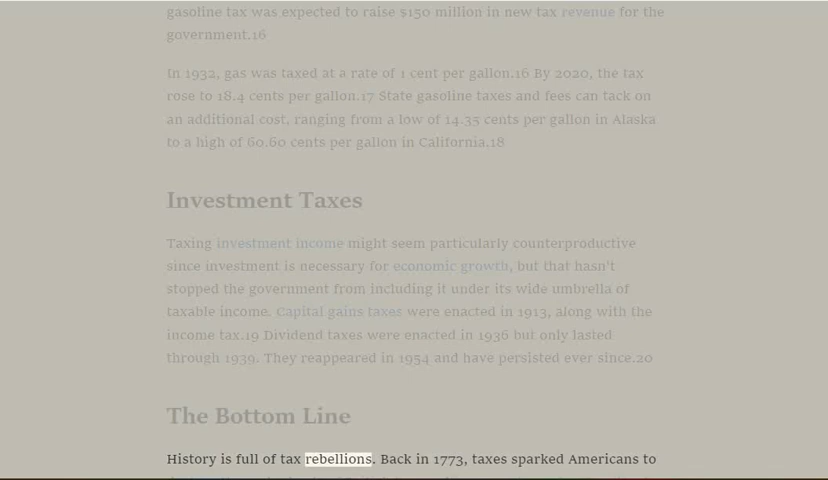 gasoline tax was expected to raise $150 million in new tax revenue for the
government.16
In 1932, gas was taxed at a rate of 1 cent per gallon.16 By 2020, the tax
rose to 18.4 cents per gallon.17 State gasoline taxes and fees can tack on
an additional cost, ranging from a low of 14.35 cents per gallon in Alaska
to a high of 60.60 cents per gallon in California.18
Investment Taxes
Taxing investment income might seem particularly counterproductive
since investment is necessary for economic growth, but that hasn't
stopped the government from including it under its wide umbrella of
taxable income. Capital gains taxes were enacted in 1913, along with the
income tax.19 Dividend taxes were enacted in 1936 but only lasted
through 1939. They reappeared in 1954 and have persisted ever since.20
The Bottom Line
History is full of tax rebellions. Back in 1773, taxes sparked Americans to